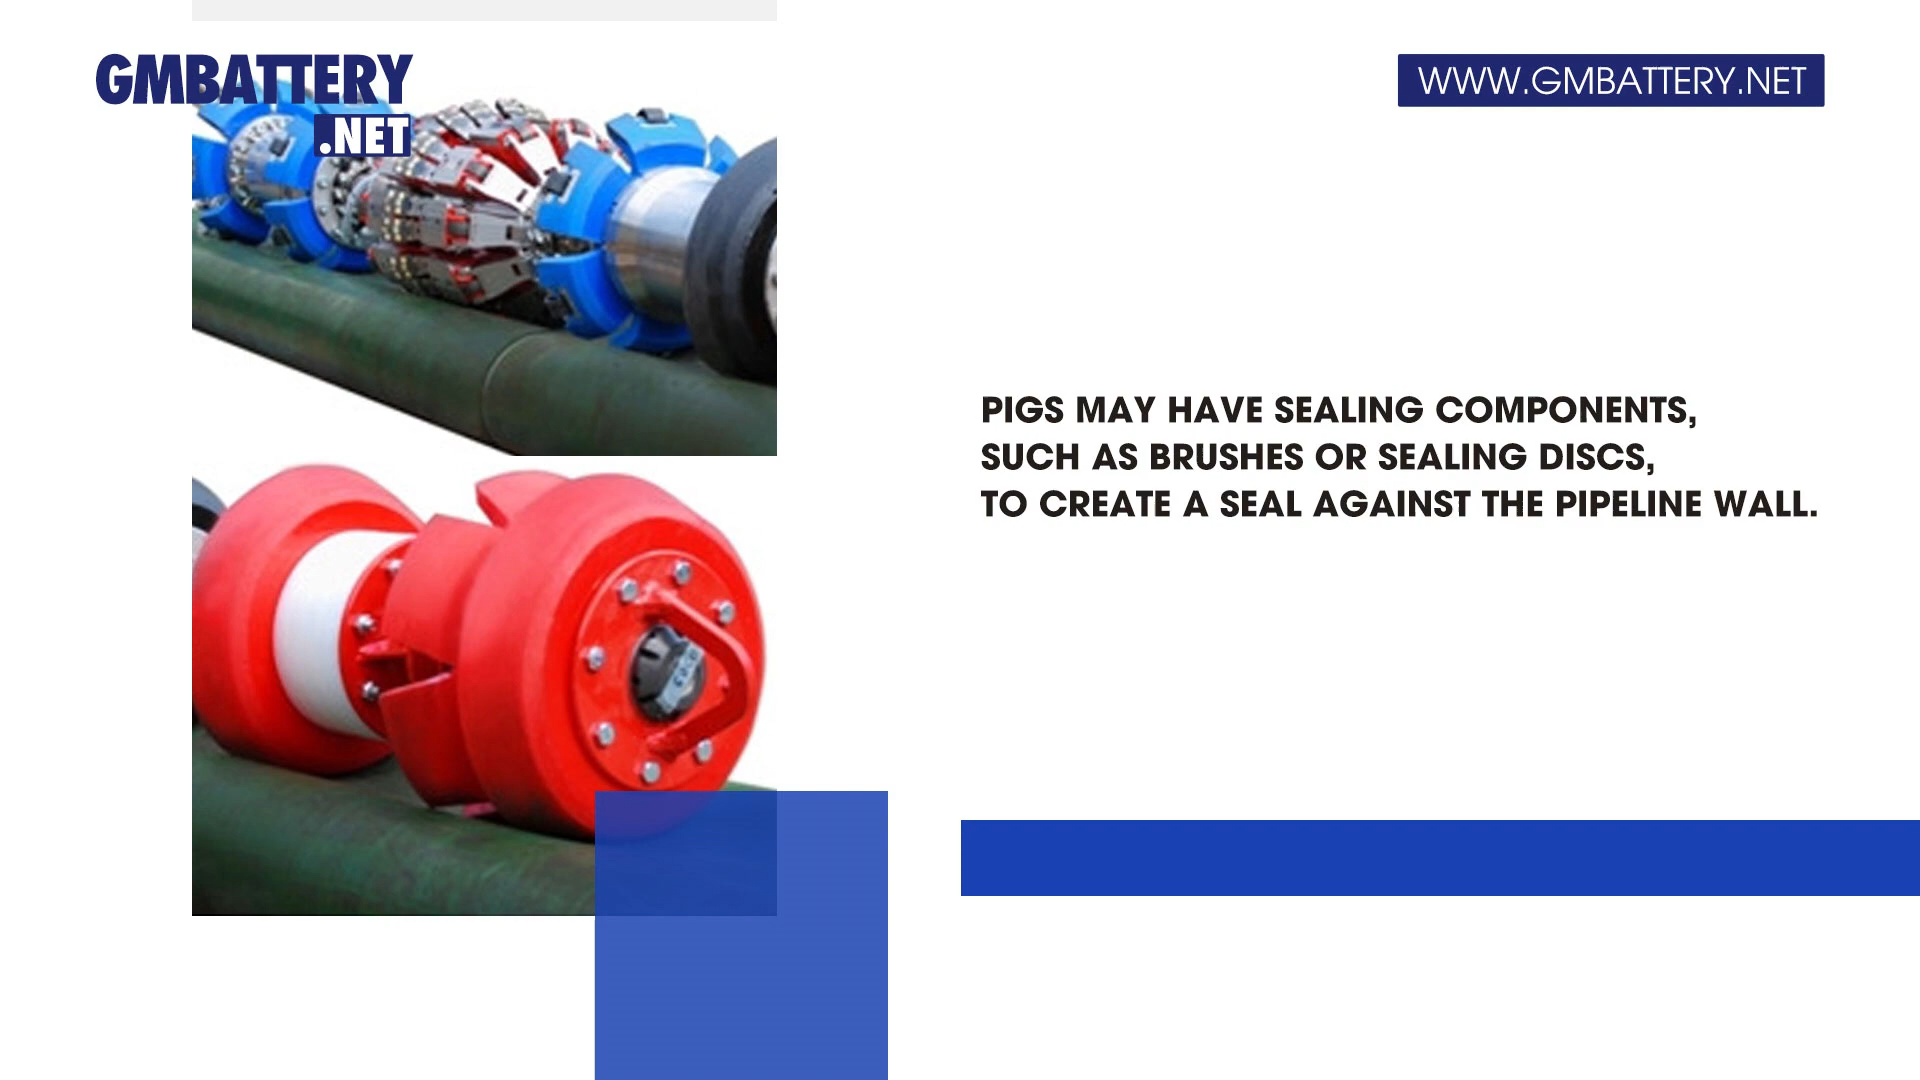 GMBATTERY
.NET
WWW.GMBATTERY.NET
PIGS MAY HAVE SEALING COMPONENTS,
SUCH AS BRUSHES OR SEALING DISCS,
TO CREATE A SEAL AGAINST THE PIPELINE WALL.